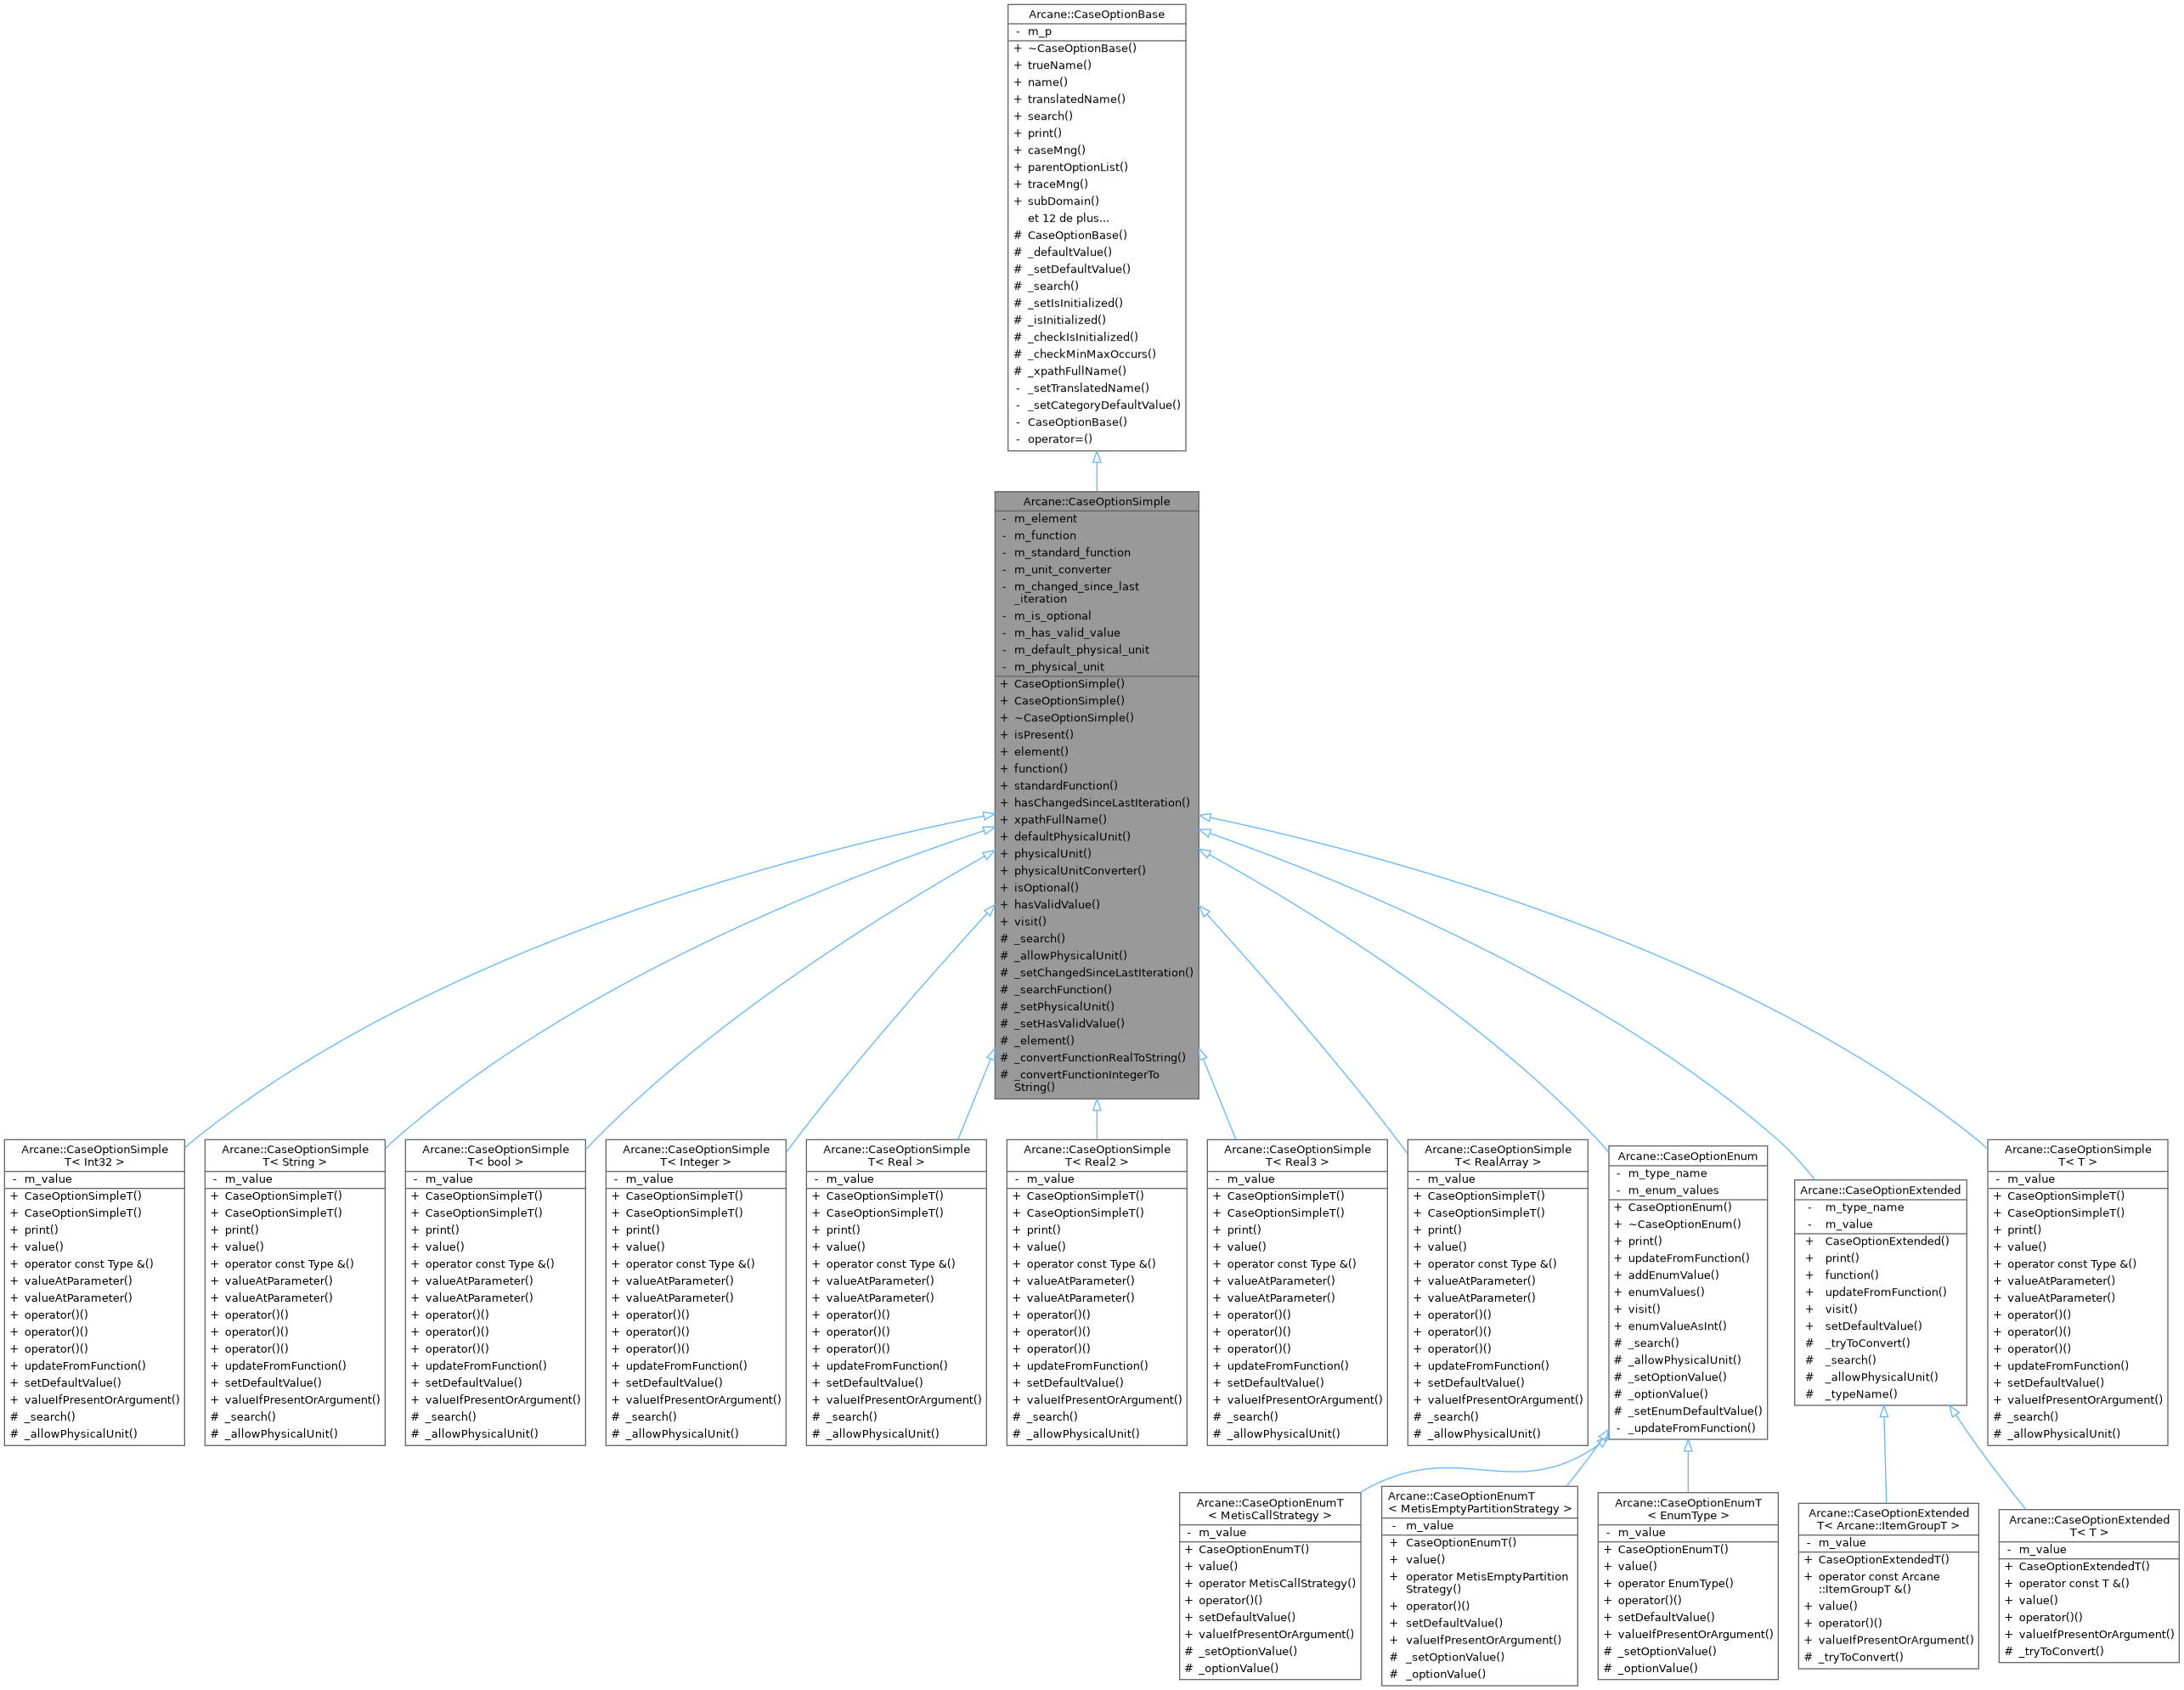 Arcane::CaseOptionBase
- m_p
+ ~CaseOptionBase()
+ trueName()
+ name()
+ translatedName()
+ search()
+ print()
+ caseMng()
+ parentOptionList()
+ traceMng()
+ subDomain()
et 12 de plus...
# CaseOptionBase()
# _defaultValue()
# _setDefaultValue()
# _search()
# _setIsInitialized()
# _isInitialized()
# _checkIsInitialized()
# _checkMinMaxOccurs()
# _xpathFullName()
- _setTranslatedName()
- _setCategoryDefaultValue()
- CaseOptionBase()
- operator=()
Arcane::CaseOptionSimple
- m_element
- m_function
- m_standard_function
- m_unit_converter
- m_changed_since_last
_iteration
- m_is_optional
- m_has_valid_value
- m_default_physical_unit
- m_physical_unit
+ CaseOptionSimple()
+ CaseOptionSimple()
+ ~CaseOptionSimple()
+ isPresent()
+ element()
+ function()
+ standardFunction()
+ hasChangedSinceLastIteration()
+ xpathFullName()
+ defaultPhysicalUnit()
+ physicalUnit()
+ physicalUnitConverter()
+ isOptional()
+ hasValidValue()
+ visit()
# _search()
# _allowPhysicalUnit()
# _setChangedSinceLastIteration()
# _searchFunction()
# _setPhysicalUnit()
# _setHasValidValue()
# _element()
# _convertFunctionRealToString()
# _convertFunctionIntegerTo
String()
Arcane::CaseOptionSimple
T< Int32 >
- m_value
+ CaseOptionSimpleT()
+ CaseOptionSimpleT()
+ print()
+ value()
+ operator const Type &()
+ valueAtParameter()
+ valueAtParameter()
+ operator()()
+ operator()()
+ operator()()
+ updateFromFunction()
+ setDefaultValue()
+ valueIfPresentOrArgument()
# _search()
# _allowPhysicalUnit()
Arcane::CaseOptionSimple
T< String >
- m_value
+ CaseOptionSimpleT()
+ CaseOptionSimpleT()
+ print()
+ value()
+ operator const Type &()
+ valueAtParameter()
+ valueAtParameter()
+ operator()()
+ operator()()
+ operator()()
+ updateFromFunction()
+ setDefaultValue()
+ valueIfPresentOrArgument()
# _search()
# _allowPhysicalUnit()
Arcane::CaseOptionSimple
T< bool >
- m_value
+ CaseOptionSimpleT()
+ CaseOptionSimpleT()
+ print()
+ value()
+ operator const Type &()
+ valueAtParameter()
+ valueAtParameter()
+ operator()()
+ operator()()
+ operator()()
+ updateFromFunction()
+ setDefaultValue()
+ valueIfPresentOrArgument()
# _search()
# _allowPhysicalUnit()
Arcane::CaseOptionSimple
T< Integer >
- m_value
+ CaseOptionSimpleT()
+ CaseOptionSimpleT()
+ print()
+ value()
+ operator const Type &()
+ valueAtParameter()
+ valueAtParameter()
+ operator()()
+ operator()()
+ operator()()
+ updateFromFunction()
+ setDefaultValue()
+ valueIfPresentOrArgument()
# _search()
# _allowPhysicalUnit()
Arcane::CaseOptionSimple
T< Real >
- m_value
+ CaseOptionSimpleT()
+ CaseOptionSimpleT()
+ print()
+ value()
+ operator const Type &()
+ valueAtParameter()
+ valueAtParameter()
+ operator()()
+ operator()()
+ operator()()
+ updateFromFunction()
+ setDefaultValue()
+ valueIfPresentOrArgument()
# _search()
# _allowPhysicalUnit()
Arcane::CaseOptionSimple
T< Real2 >
- m_value
+ CaseOptionSimpleT()
+ CaseOptionSimpleT()
+ print()
+ value()
+ operator const Type &()
+ valueAtParameter()
+ valueAtParameter()
+ operator()()
+ operator()()
+ operator()()
+ updateFromFunction()
+ setDefaultValue()
+ valueIfPresentOrArgument()
# _search()
# _allowPhysicalUnit()
Arcane::CaseOptionSimple
T< Real3 >
- m_value
+ CaseOptionSimpleT()
+ CaseOptionSimpleT()
+ print()
+ value()
+ operator const Type &()
+ valueAtParameter()
+ valueAtParameter()
+ operator()()
+ operator()()
+ operator()()
+ updateFromFunction()
+ setDefaultValue()
+ valueIfPresentOrArgument()
# _search()
# _allowPhysicalUnit()
Arcane::CaseOptionSimple
T< RealArray >
- m_value
+ CaseOptionSimpleT()
+ CaseOptionSimpleT()
+ print()
+ value()
+ operator const Type &()
+ valueAtParameter()
+ valueAtParameter()
+ operator()()
+ operator()()
+ operator()()
+ updateFromFunction()
+ setDefaultValue()
+ valueIfPresentOrArgument()
# _search()
# _allowPhysicalUnit()
Arcane::CaseOptionEnum
- m_type_name
- m_enum_values
+ CaseOptionEnum()
+ ~CaseOptionEnum()
+ print()
+ updateFromFunction()
+ addEnumValue()
+ enumValues()
+ visit()
+ enumValueAsInt()
# _search()
# _allowPhysicalUnit()
# _setOptionValue()
# _optionValue()
# _setEnumDefaultValue()
- _updateFromFunction()
Arcane::CaseOptionExtended
- m_type_name
- m_value
+ CaseOptionExtended()
+ print()
+ function()
+ updateFromFunction()
+ visit()
+ setDefaultValue()
# _tryToConvert()
# _search()
# _allowPhysicalUnit()
# _typeName()
Arcane::CaseOptionSimple
T< T >
- m_value
+ CaseOptionSimpleT()
+ CaseOptionSimpleT()
+ print()
+ value()
+ operator const Type &()
+ valueAtParameter()
+ valueAtParameter()
+ operator()()
+ operator()()
+ operator()()
+ updateFromFunction()
+ setDefaultValue()
+ valueIfPresentOrArgument()
# _search()
# _allowPhysicalUnit()
Arcane::CaseOptionEnumT
< MetisCallStrategy >
- m_value
+ CaseOptionEnumT()
+ value()
+ operator MetisCallStrategy()
+ operator()()
+ setDefaultValue()
+ valueIfPresentOrArgument()
# _setOptionValue()
# _optionValue()
Arcane::CaseOptionEnumT
< MetisEmptyPartitionStrategy >
- m_value
+ CaseOptionEnumT()
+ value()
+ operator MetisEmptyPartition
Strategy()
+ operator()()
+ setDefaultValue()
+ valueIfPresentOrArgument()
# _setOptionValue()
# _optionValue()
Arcane::CaseOptionEnumT
< EnumType >
- m_value
+ CaseOptionEnumT()
+ value()
+ operator EnumType()
+ operator()()
+ setDefaultValue()
+ valueIfPresentOrArgument()
# _setOptionValue()
# _optionValue()
Arcane::CaseOptionExtended
T< Arcane::ItemGroupT >
- m_value
+ CaseOptionExtendedT()
+ operator const Arcane
::ItemGroupT &()
+ value()
+ operator()()
+ valueIfPresentOrArgument()
# _tryToConvert()
Arcane::CaseOptionExtended
T< T >
- m_value
+ CaseOptionExtendedT()
+ operator const T &()
+ value()
+ operator()()
+ valueIfPresentOrArgument()
# _tryToConvert()